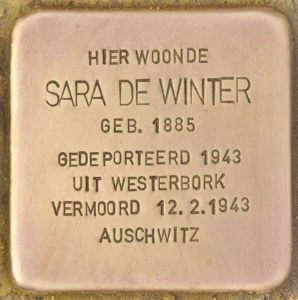 HIER WOONDE
SARA DE WINTER
GEB. 1885
GEDEPORTEERD 1943
UIT WESTERBORK
VERMOORD 12.2.1943
AUSCHWITZ